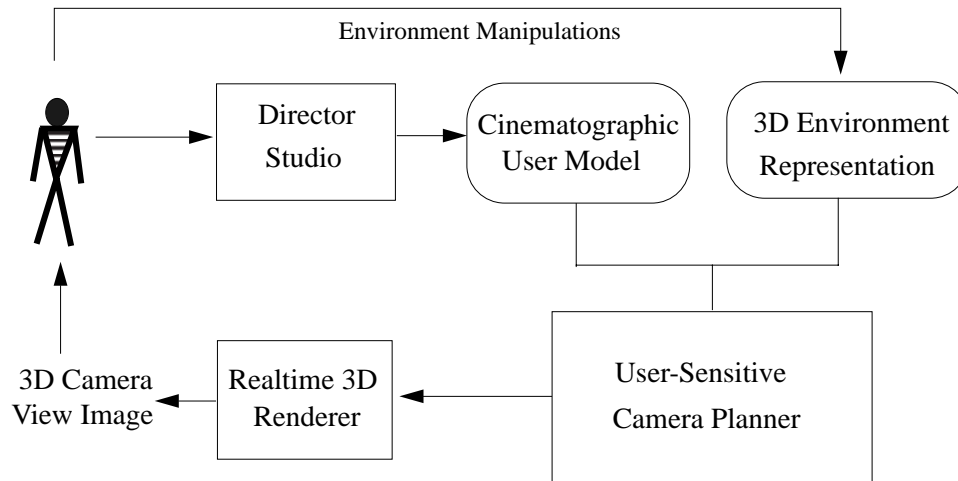 Environment Manipulations
Director
Studio
Cinematographic
User Model
3D Environment
Representation
3D Camera
View Image
Realtime 3D
Renderer
User-Sensitive
Camera Planner